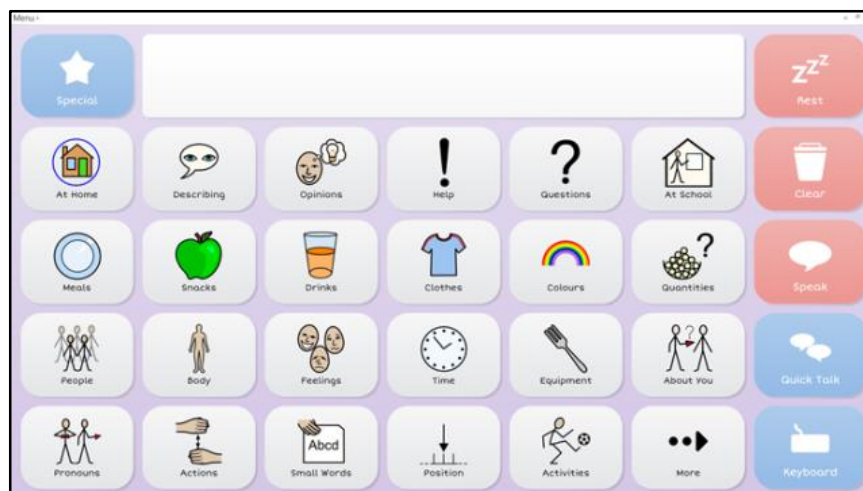 Menu
Special
zzz
Rest
At Home
Describing
Opinions
!
Help
?
Questions
At School
Clear
Meals
Snacks
Drinks
Clothes
Colours
?
Quantities
Speak
People
Body
Feelings
Time
Equipment
?
About You
Quick Talk
Pronouns
Actions
Abcd
Small Words
Position
Activities
More
Keyboard